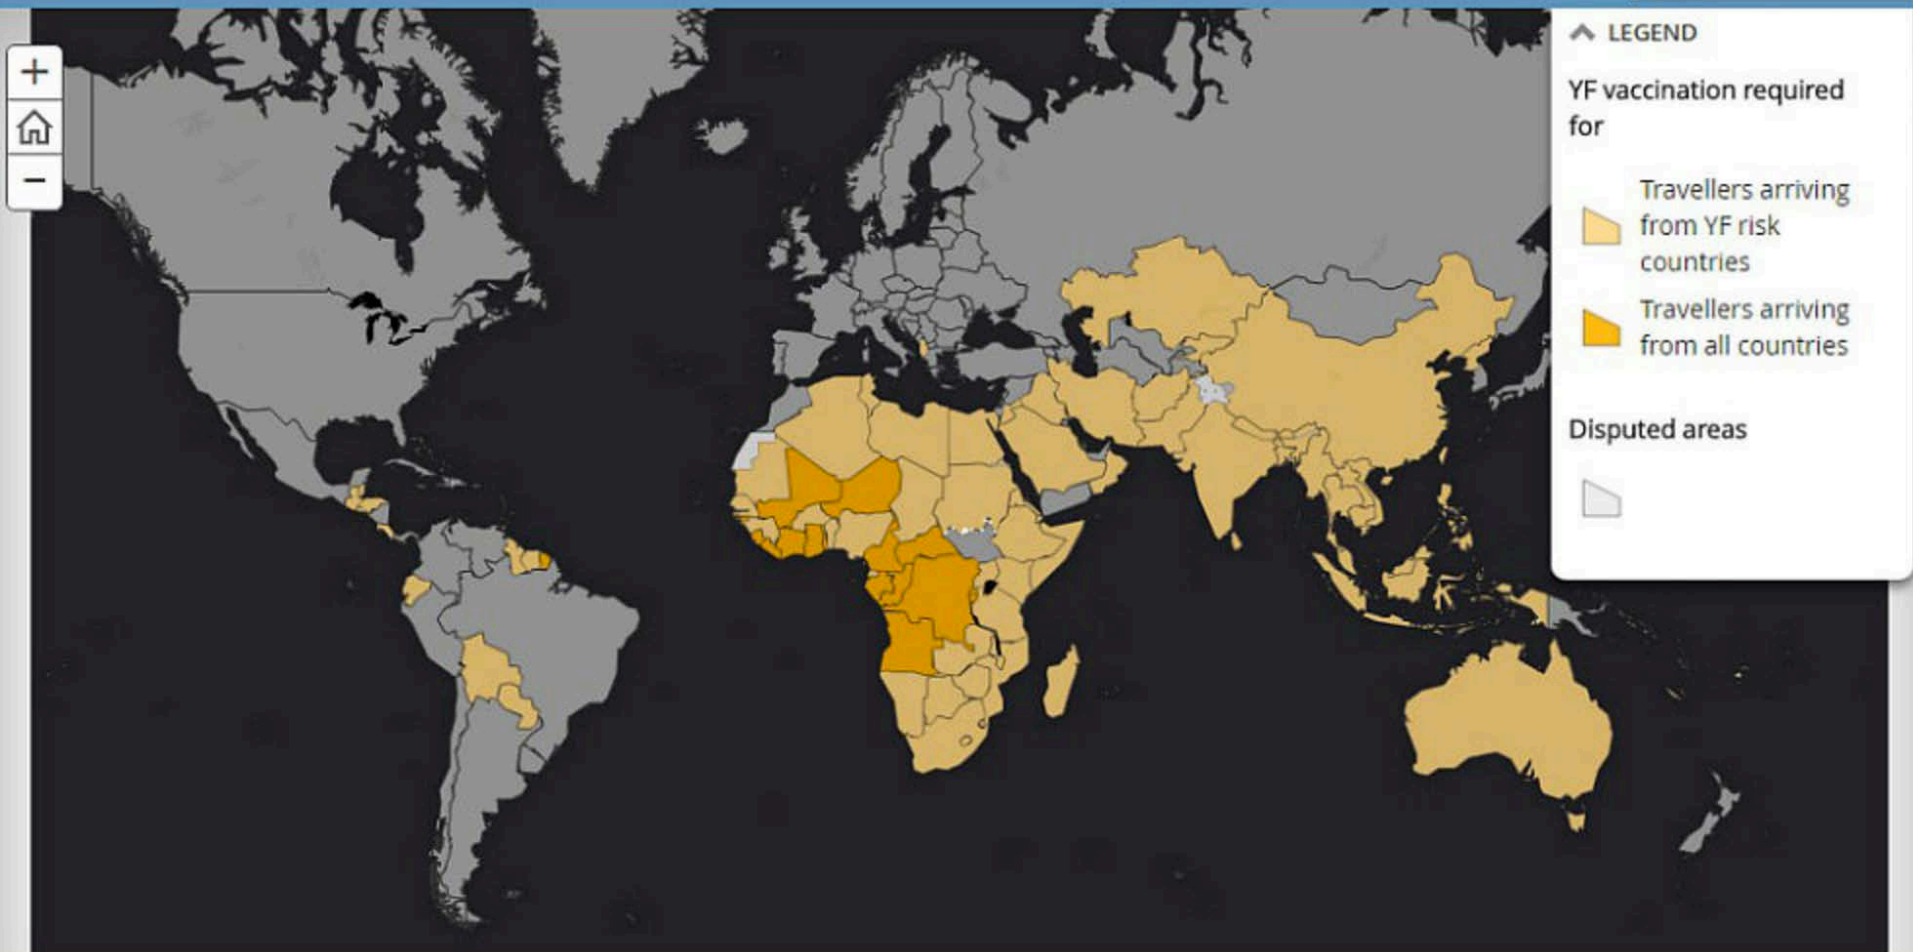 LEGEND
YF vaccination required
for
Travellers arriving
from YF risk
countries
Travellers arriving
from all countries
Disputed areas